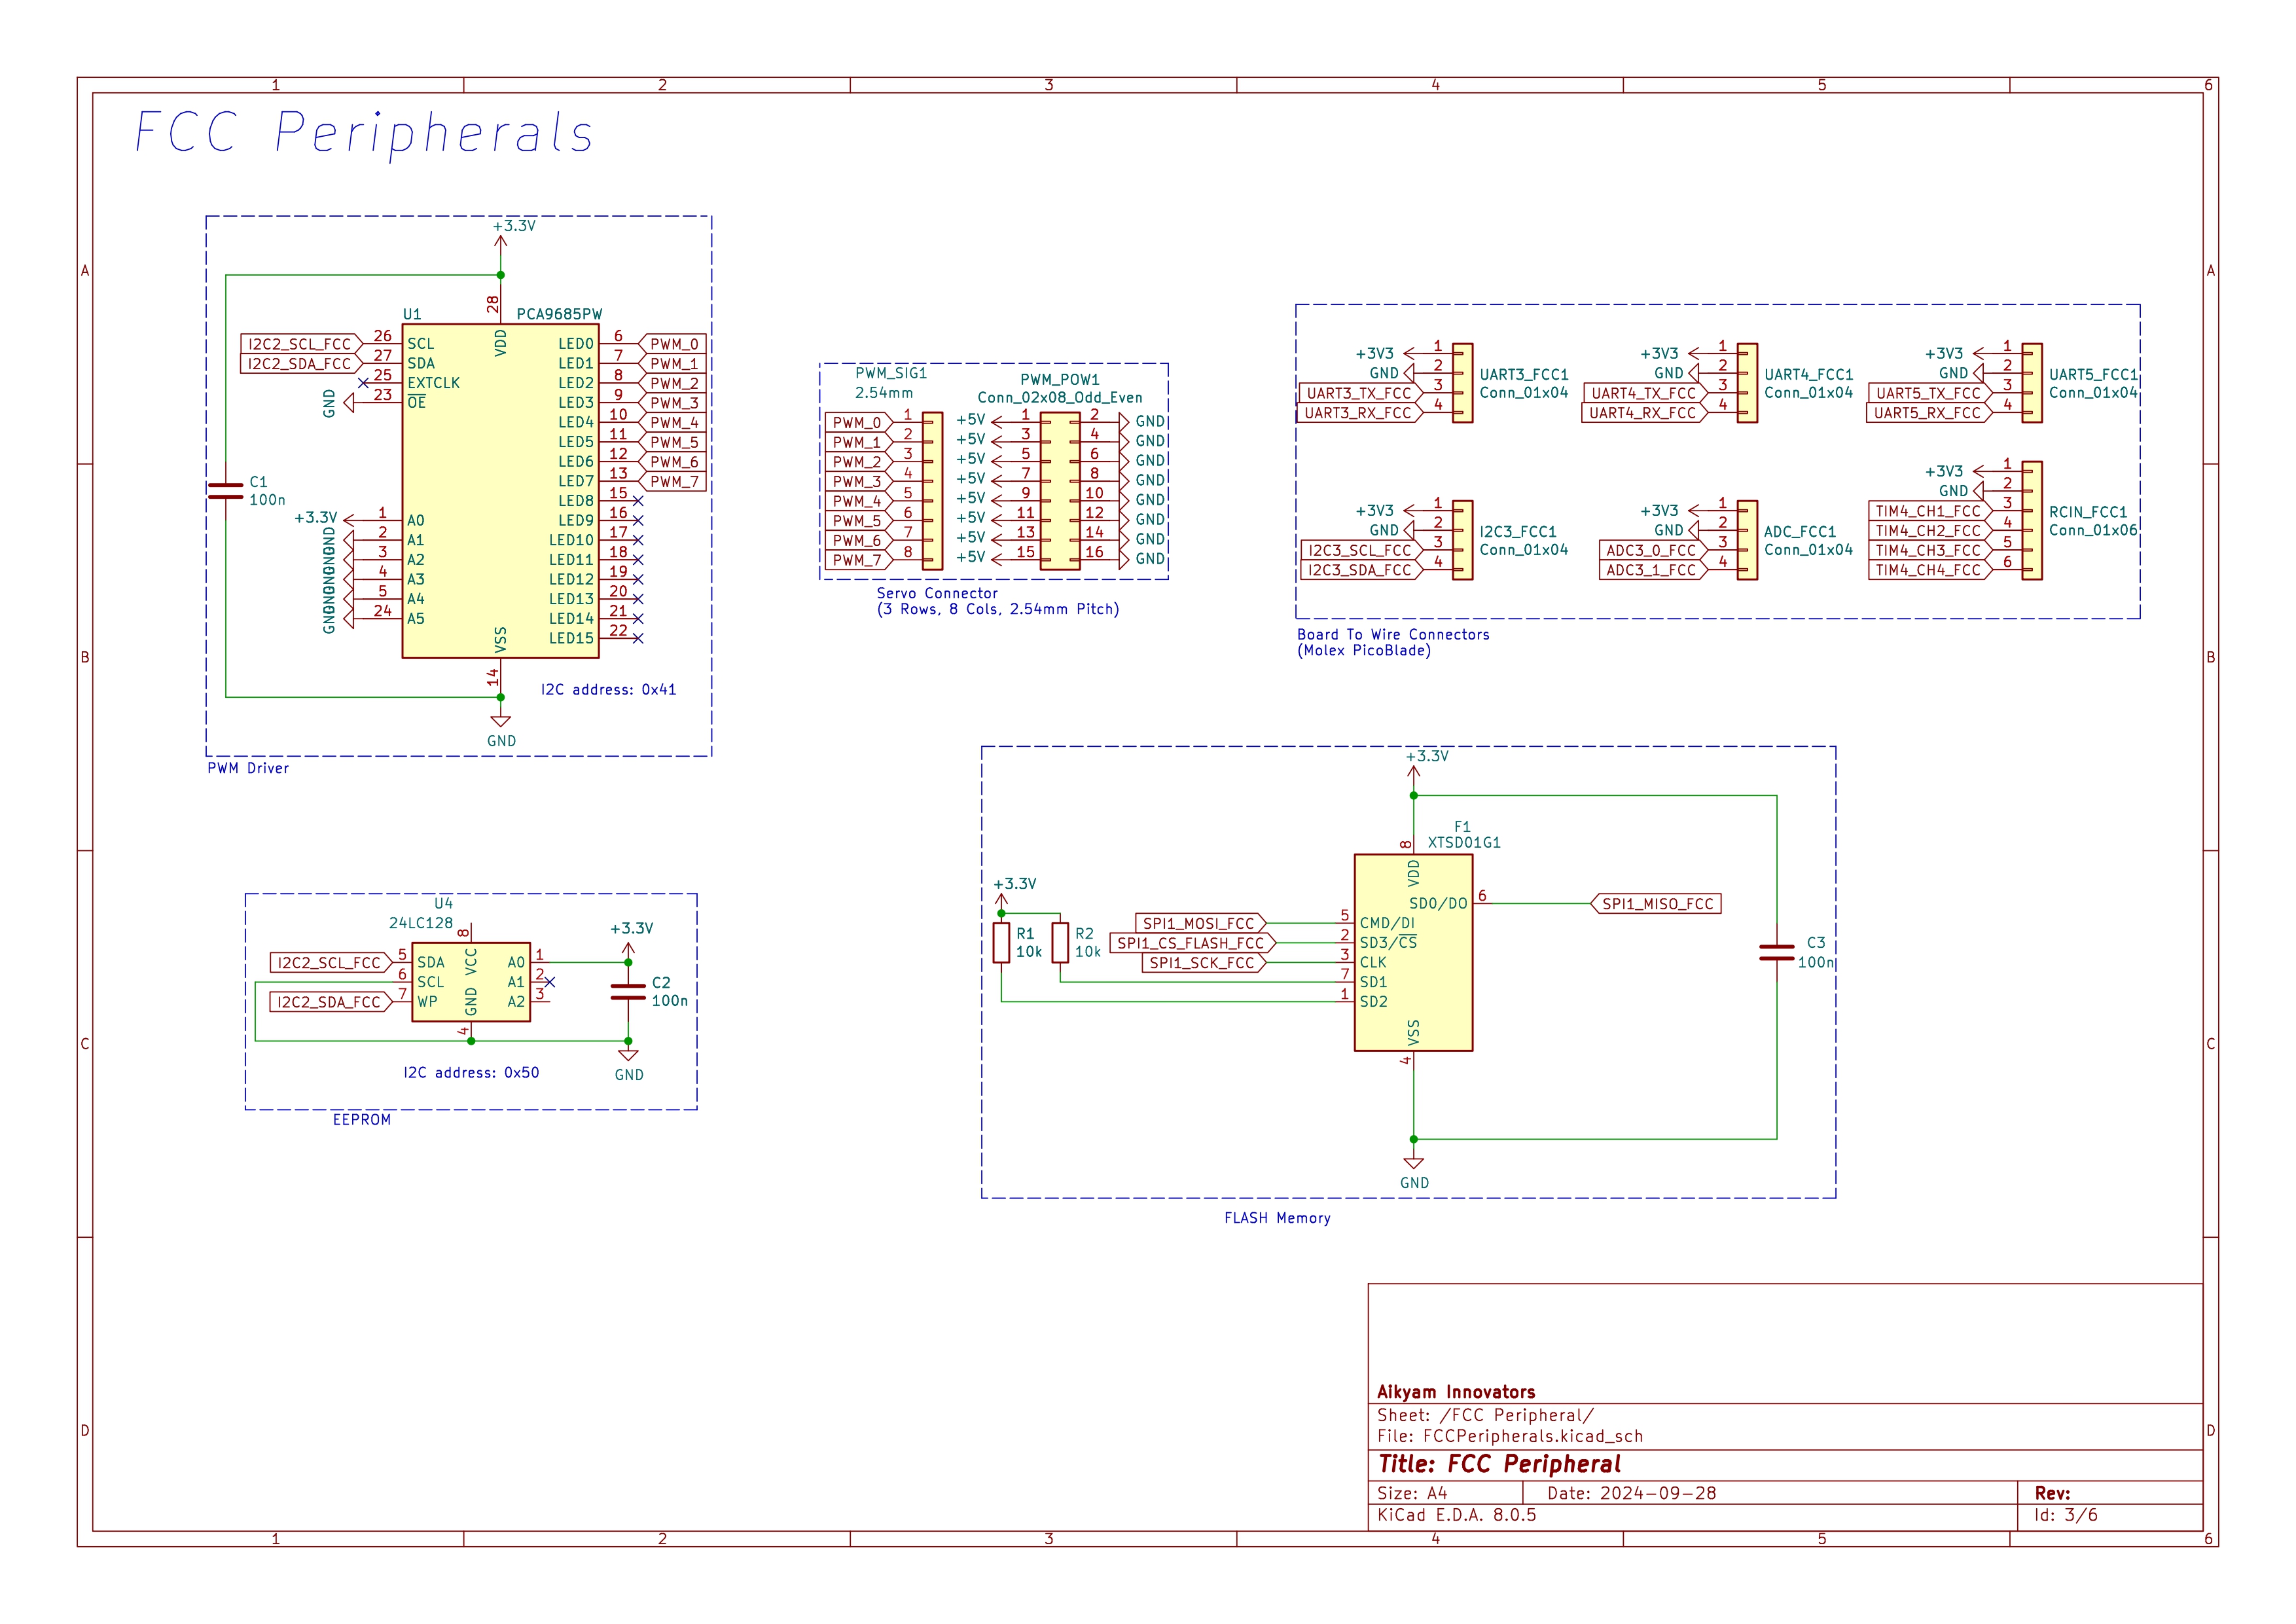 FCC Peripherals
1 2 3 4 5 6
A A
B B
C C
D D
1 2 3 4 5 6
+3.3V
U1 PCA9685PW
28
VDD
I2C2_SCL_FCC 26 SCL
I2C2_SDA_FCC 27 SDA
25 EXTCLK
GND 23 OE
+3.3V 1 A0
GND 2 A1
GND 3 A2
GND 4 A3
GND 5 A4
GND 24 A5
LED0 6 PWM_0
LED1 7 PWM_1
LED2 8 PWM_2
LED3 9 PWM_3
LED4 10 PWM_4
LED5 11 PWM_5
LED6 12 PWM_6
LED7 13 PWM_7
LED8 15
LED9 16
LED10 17
LED11 18
LED12 19
LED13 20
LED14 21
LED15 22
VSS
14
C1
100n
I2C address: 0x41
GND
PWM Driver
PWM_SIG1
2.54mm
PWM_0 1
PWM_1 2
PWM_2 3
PWM_3 4
PWM_4 5
PWM_5 6
PWM_6 7
PWM_7 8
PWM_POW1
Conn_02x08_Odd_Even
+5V 1 2 GND
+5V 3 4 GND
+5V 5 6 GND
+5V 7 8 GND
+5V 9 10 GND
+5V 11 12 GND
+5V 13 14 GND
+5V 15 16 GND
Servo Connector
(3 Rows, 8 Cols, 2.54mm Pitch)
+3V3 1
GND 2
UART3_TX_FCC 3
UART3_RX_FCC 4
UART3_FCC1
Conn_01x04
+3V3 1
GND 2
UART4_TX_FCC 3
UART4_RX_FCC 4
UART4_FCC1
Conn_01x04
+3V3 1
GND 2
UART5_TX_FCC 3
UART5_RX_FCC 4
UART5_FCC1
Conn_01x04
+3V3 1
GND 2
I2C3_SCL_FCC 3
I2C3_SDA_FCC 4
I2C3_FCC1
Conn_01x04
+3V3 1
GND 2
ADC3_0_FCC 3
ADC3_1_FCC 4
ADC_FCC1
Conn_01x04
+3V3 1
GND 2
TIM4_CH1_FCC 3
TIM4_CH2_FCC 4
TIM4_CH3_FCC 5
TIM4_CH4_FCC 6
RCIN_FCC1
Conn_01x06
Board To Wire Connectors
(Molex PicoBlade)
U4
24LC128
8
VCC
I2C2_SCL_FCC 5 SDA
6 SCL
I2C2_SDA_FCC 7 WP
A0 1
A1 2
A2 3
GND
4
+3.3V
C2
100n
GND
I2C address: 0x50
EEPROM
+3.3V
F1
XTSD01G1
8
VDD
+3.3V
R1
10k
R2
10k
SPI1_MOSI_FCC 5 CMD/DI
SPI1_CS_FLASH_FCC 2 SD3/CS
SPI1_SCK_FCC 3 CLK
7 SD1
1 SD2
SD0/DO 6 SPI1_MISO_FCC
VSS
4
C3
100n
GND
FLASH Memory
Aikyam Innovators
Sheet: /FCC Peripheral/
File: FCCPeripherals.kicad_sch
Title: FCC Peripheral
Size: A4 Date: 2024-09-28 Rev:
KiCad E.D.A. 8.0.5 Id: 3/6